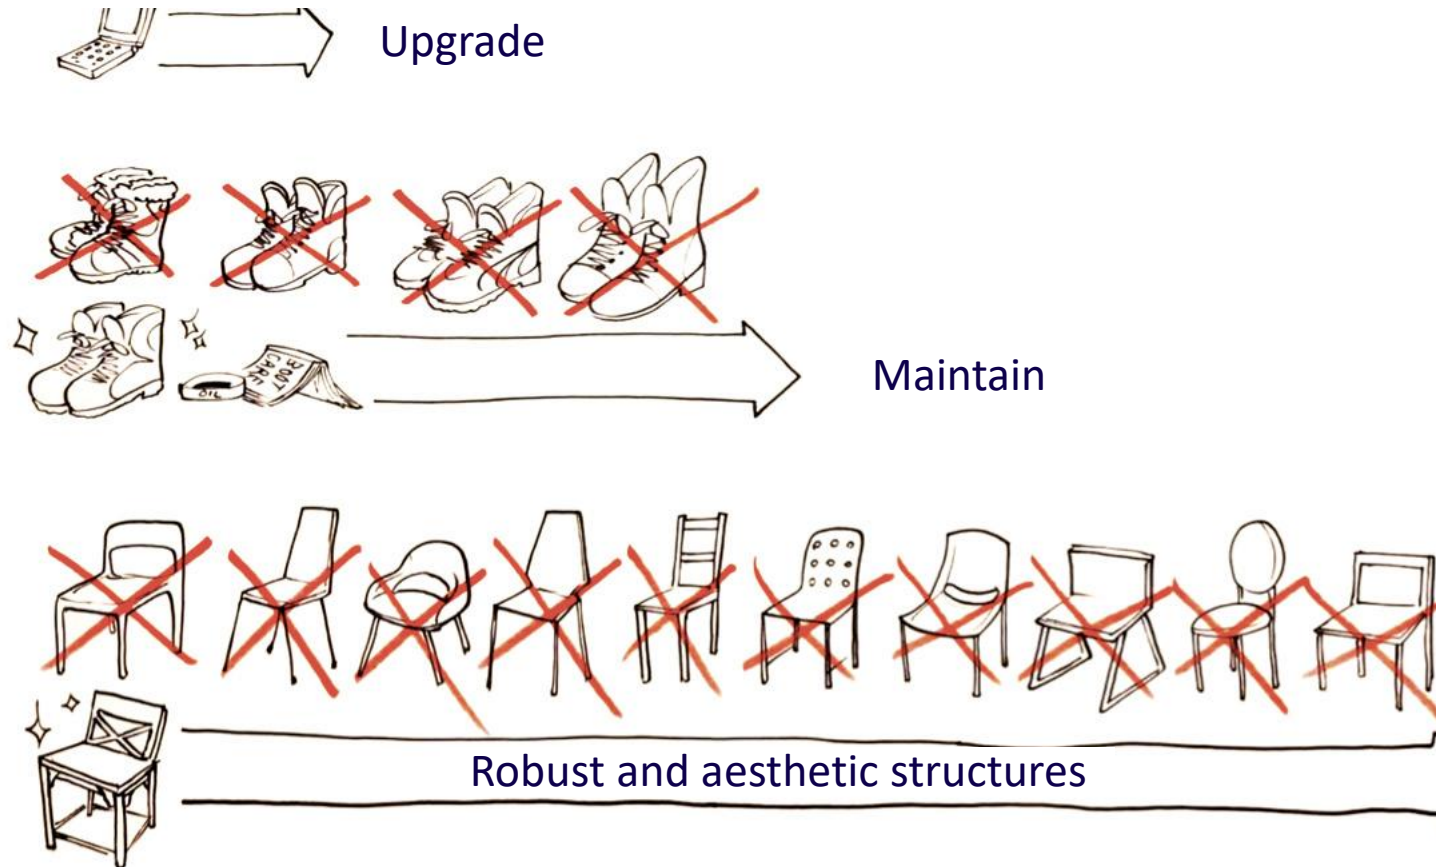 Upgrade
BOOT
CARE
OIL
Maintain
Robust and aesthetic structures